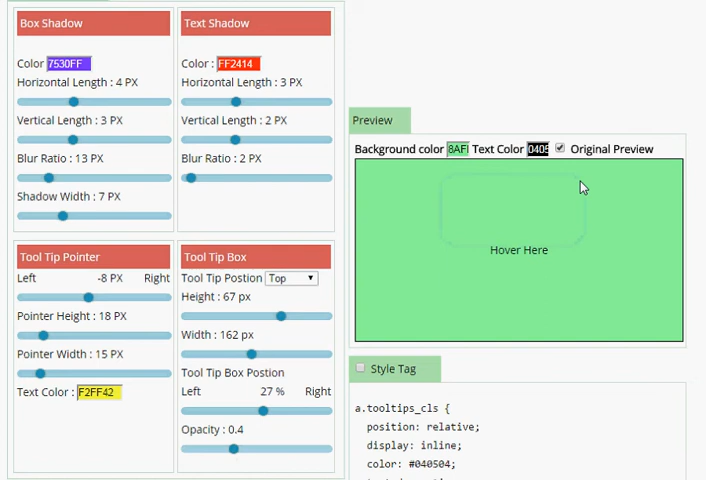 Box Shadow
Color 7530FF
Horizontal Length : 4 PX
Vertical Length : 3 PX
Blur Ratio : 13 PX
Shadow Width : 7 PX
Text Shadow
Color : FF2414
Horizontal Length : 3 PX
Vertical Length : 2 PX
Blur Ratio : 2 PX
Tool Tip Pointer
Left -8 PX Right
Pointer Height : 18 PX
Pointer Width : 15 PX
Text Color : F2FF42
Tool Tip Box
Tool Tip Postion Top
Height : 67 px
Width : 162 px
Tool Tip Box Postion
Left 27 % Right
Opacity : 0.4
Preview
Background color Text Color Original Preview
Hover Here
Style Tag
a.tooltips_cls {
position: relative;
display: inline;
color: #040504;